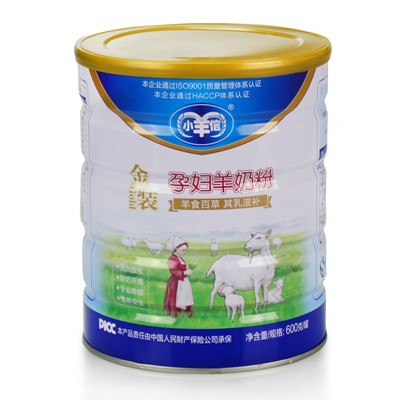 本企业通过ISO9001质量管理体系认证
本企业通过HACCP体系认证
小羊倌®
金装
孕妇羊奶粉
羊食百草 其乳滋补
专业除膻
PICC 本产品责任由中国人民财产保险公司承保
净含量/规格:600克/罐